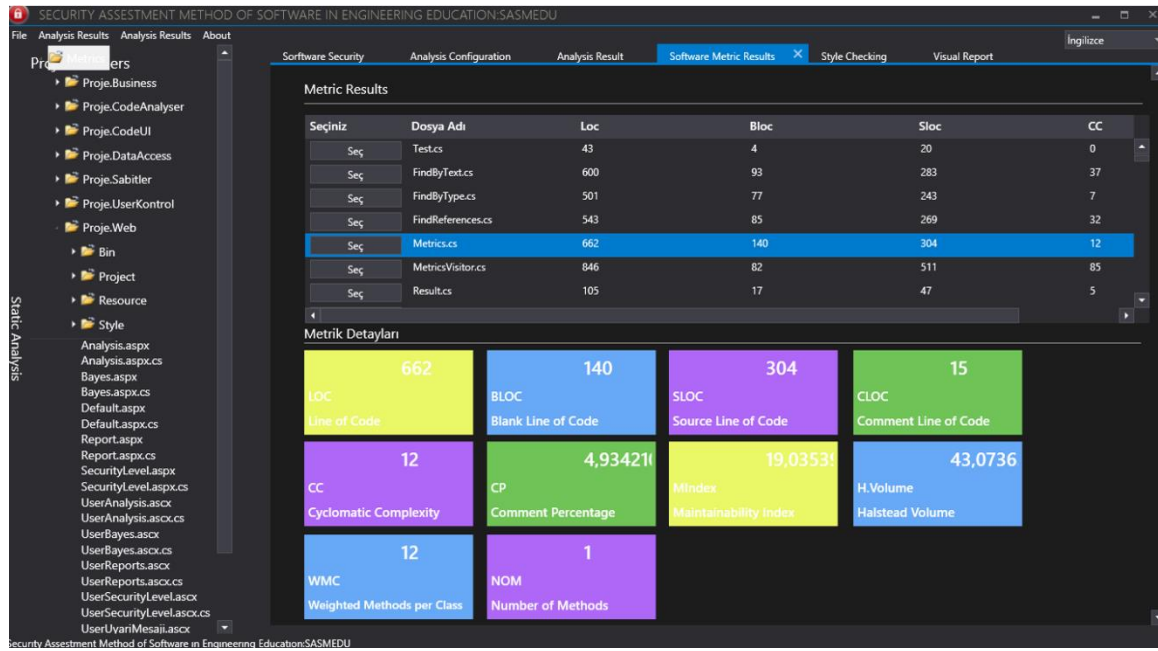 SECURITY ASSESTMENT METHOD OF SOFTWARE IN ENGINEERING EDUCATION:SASMEDU
File Analysis Results Analysis Results About
İngilizce
Metrics
Sorftware Security Analysis Configuration Analysis Result Software Metric Results Style Checking Visual Report
Proje.Business
Proje.CodeAnalyser
Proje.CodeUI
Proje.DataAccess
Proje.Sabitler
Proje.UserKontrol
Proje.Web
Bin
Project
Resource
Style
Analysis.aspx
Analysis.aspx.cs
Bayes.aspx
Bayes.aspx.cs
Default.aspx
Default.aspx.cs
Report.aspx
Report.aspx.cs
SecurityLevel.aspx
SecurityLevel.aspx.cs
UserAnalysis.ascx
UserAnalysis.ascx.cs
UserBayes.ascx
UserBayes.ascx.cs
UserReports.ascx
UserReports.ascx.cs
UserSecurityLevel.ascx
UserSecurityLevel.ascx.cs
UserUyariMesaji.ascx
Static Analysis
Metric Results
Seçiniz Dosya Adı Loc Bloc Sloc CC
Seç Test.cs 43 4 20 0
Seç FindByText.cs 600 93 283 37
Seç FindByType.cs 501 77 243 7
Seç FindReferences.cs 543 85 269 32
Seç Metrics.cs 662 140 304 12
Seç MetricsVisitor.cs 846 82 511 85
Seç Result.cs 105 17 47 5
Metrik Detayları
662
LOC
Line of Code
140
BLOC
Blank Line of Code
304
SLOC
Source Line of Code
15
CLOC
Comment Line of Code
12
CC
Cyclomatic Complexity
4,93421
CP
Comment Percentage
19,0353
MIndex
Maintainability Index
43,0736
H.Volume
Halstead Volume
12
WMC
Weighted Methods per Class
1
NOM
Number of Methods
Security Assestment Method of Software in Engineering Education:SASMEDU